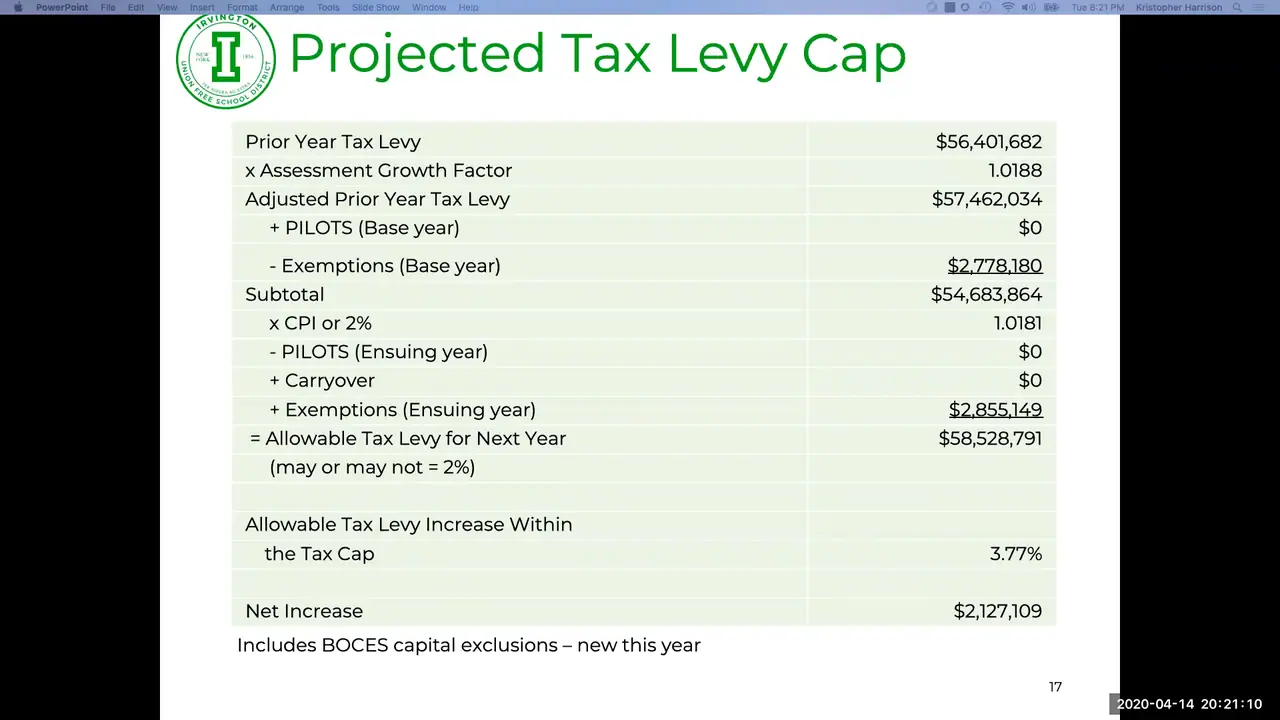 PowerPoint File Edit View Insert Format Arrange Tools Slide Show Window Help Tue 8:21 PM Kristopher Harrison
IRVINGTON
NEW YORK 1956
UNION FREE SCHOOL DISTRICT
Projected Tax Levy Cap
Prior Year Tax Levy $56,401,682
x Assessment Growth Factor 1.0188
Adjusted Prior Year Tax Levy $57,462,034
+ PILOTS (Base year) $0
- Exemptions (Base year) $2,778,180
Subtotal $54,683,864
x CPI or 2% 1.0181
- PILOTS (Ensuing year) $0
+ Carryover $0
+ Exemptions (Ensuing year) $2,855,149
= Allowable Tax Levy for Next Year $58,528,791
(may or may not = 2%)
Allowable Tax Levy Increase Within
the Tax Cap 3.77%
Net Increase $2,127,109
Includes BOCES capital exclusions – new this year
17
2020-04-14 20:21:10